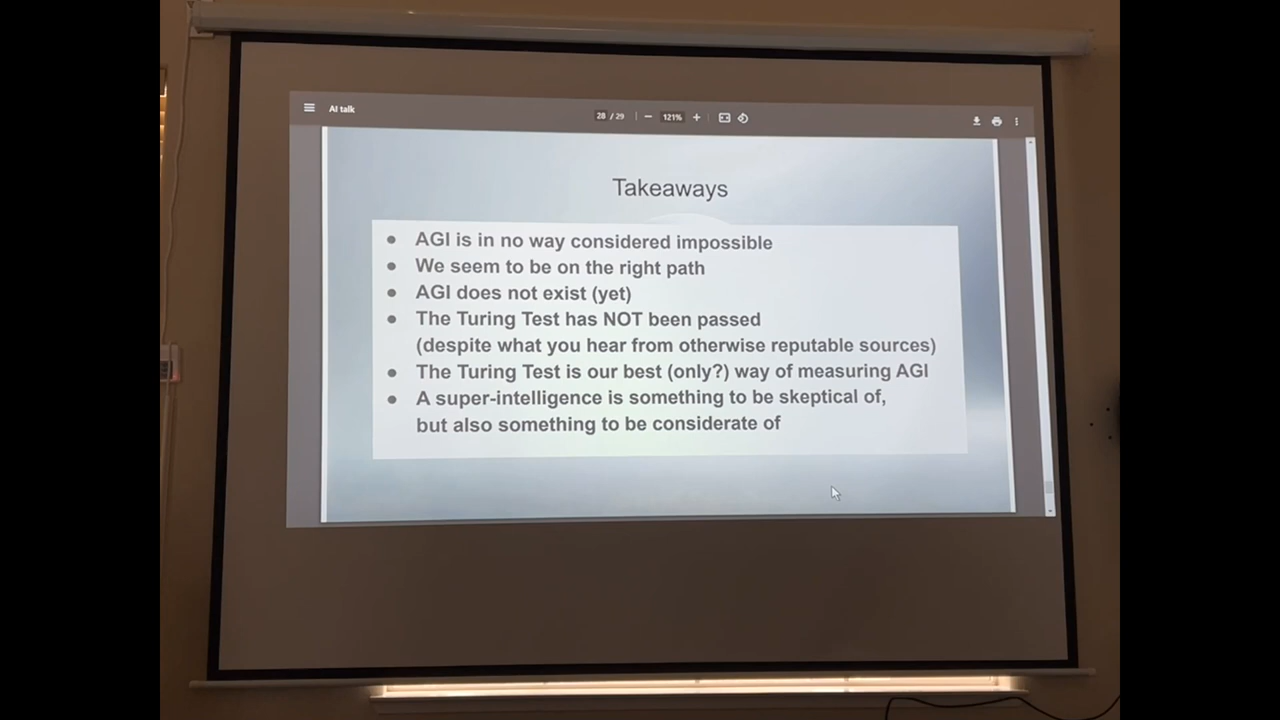 AI talk
28 / 29
121%
Takeaways
● AGI is in no way considered impossible
● We seem to be on the right path
● AGI does not exist (yet)
● The Turing Test has NOT been passed
(despite what you hear from otherwise reputable sources)
● The Turing Test is our best (only?) way of measuring AGI
● A super-intelligence is something to be skeptical of,
but also something to be considerate of